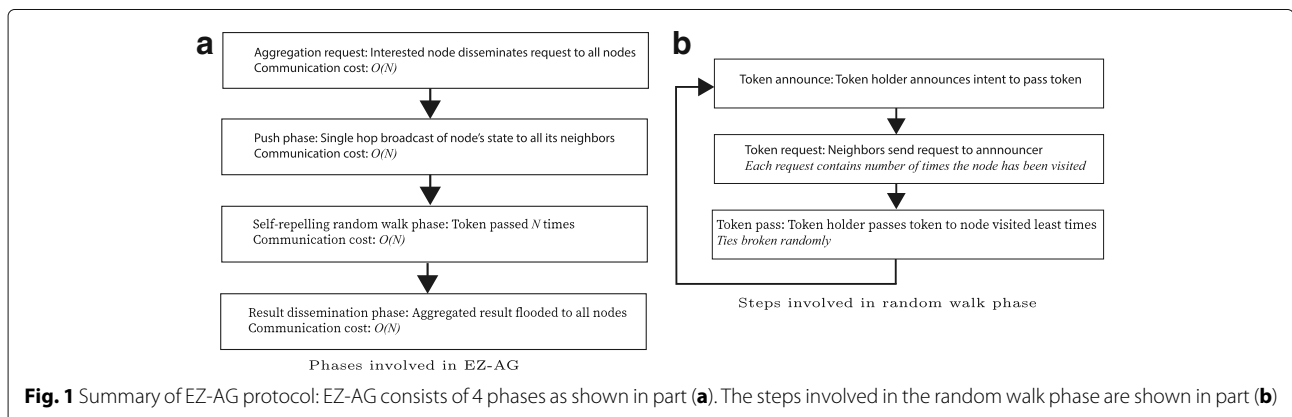 a
Aggregation request: Interested node disseminates request to all nodes
Communication cost: O(N)
Push phase: Single hop broadcast of node's state to all its neighbors
Communication cost: O(N)
Self-repelling random walk phase: Token passed N times
Communication cost: O(N)
Result dissemination phase: Aggregated result flooded to all nodes
Communication cost: O(N)
Phases involved in EZ-AG
b
Token announce: Token holder announces intent to pass token
Token request: Neighbors send request to annnouncer
Each request contains number of times the node has been visited
Token pass: Token holder passes token to node visited least times
Ties broken randomly
Steps involved in random walk phase
Fig. 1 Summary of EZ-AG protocol: EZ-AG consists of 4 phases as shown in part (a). The steps involved in the random walk phase are shown in part (b)